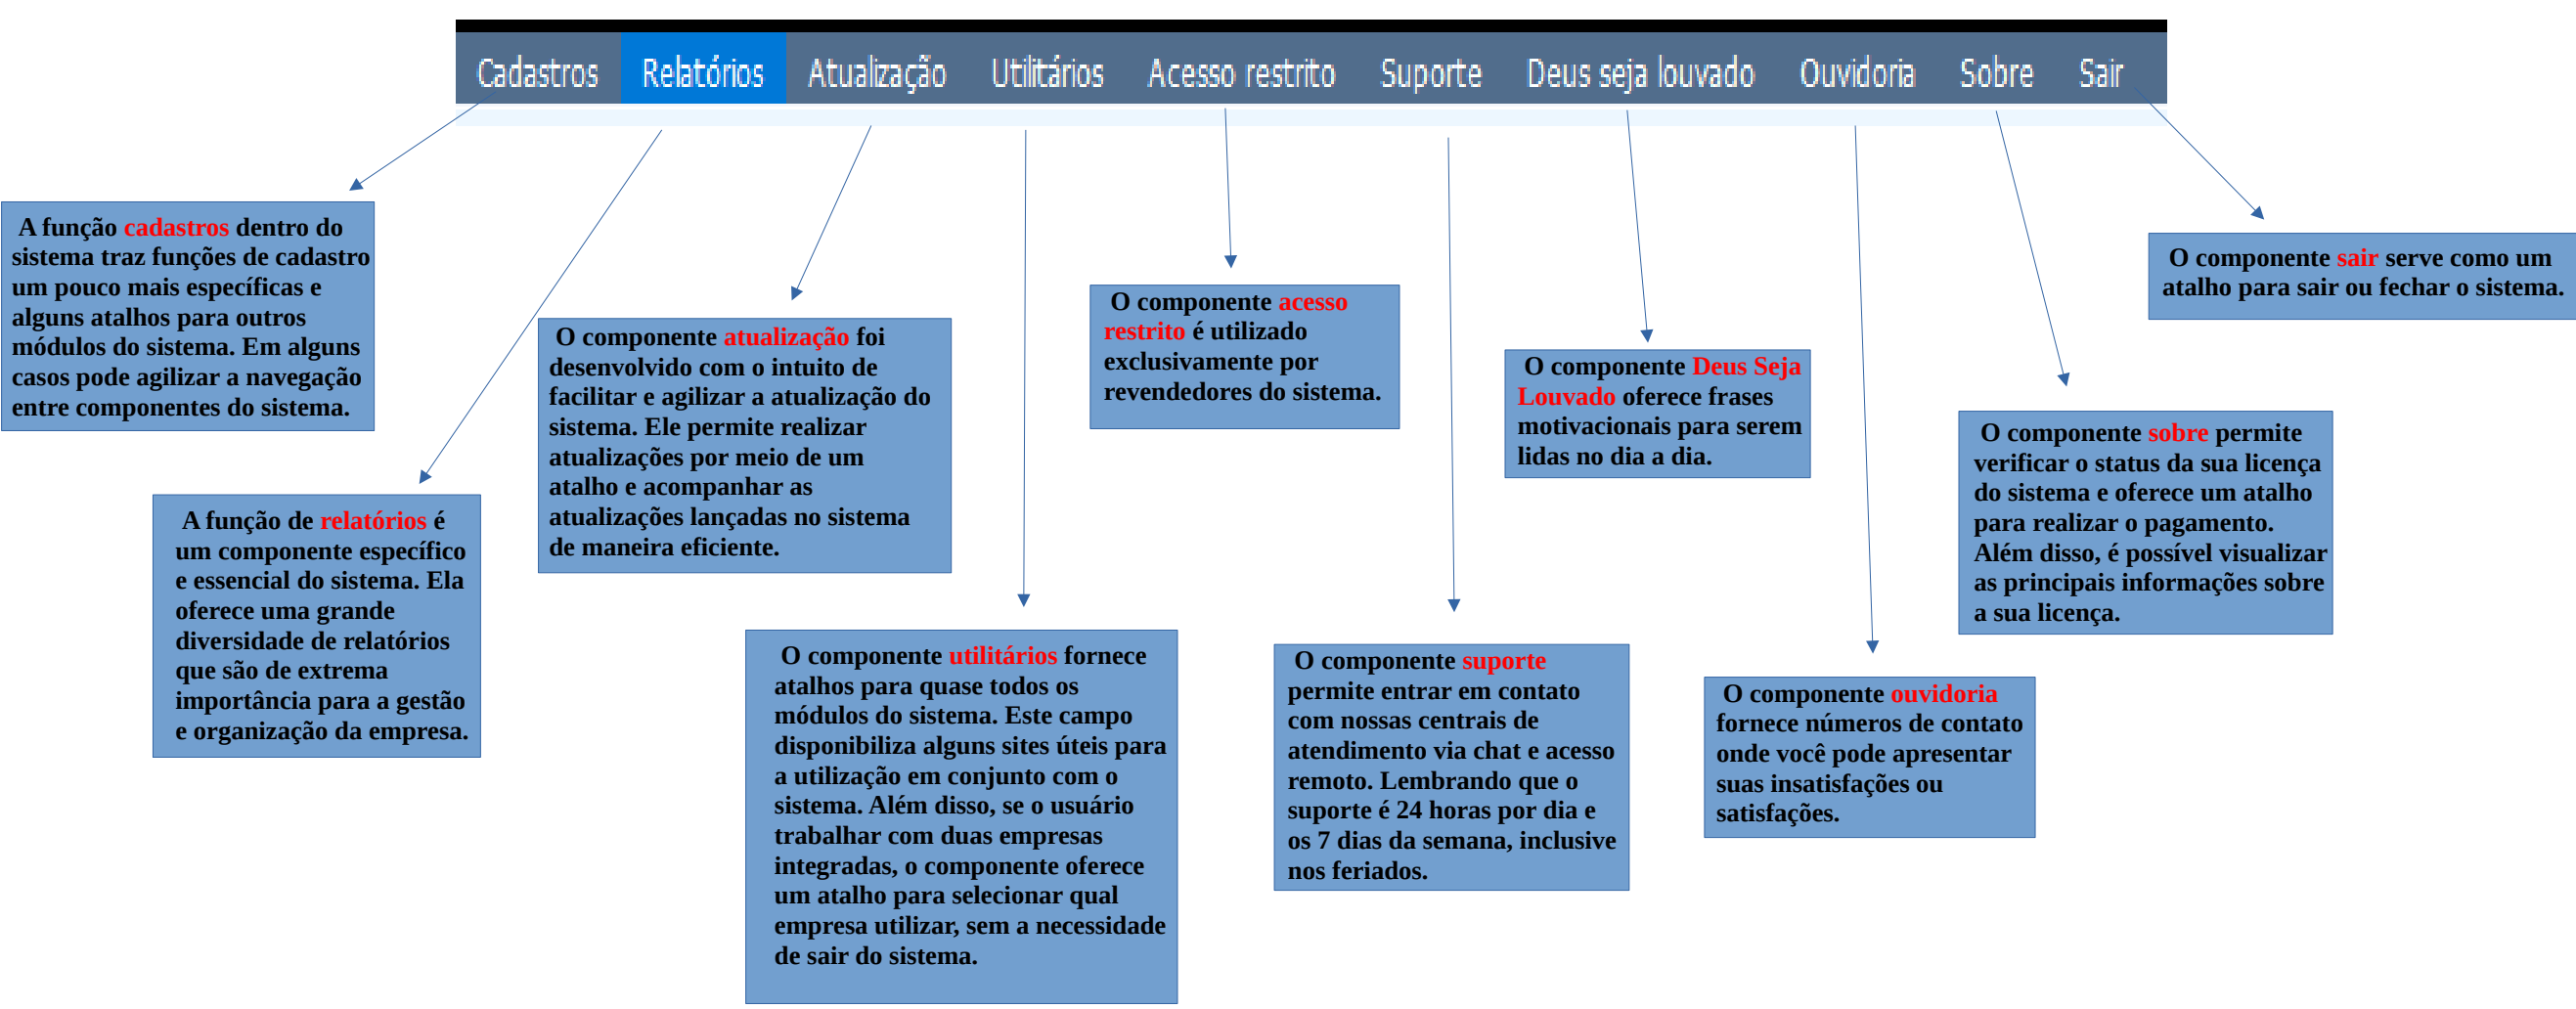 Cadastros Relatórios Atualização Utilitários Acesso restrito Suporte Deus seja louvado Ouvidoria Sobre Sair
A função cadastros dentro do
sistema traz funções de cadastro
um pouco mais específicas e
alguns atalhos para outros
módulos do sistema. Em alguns
casos pode agilizar a navegação
entre componentes do sistema.
A função de relatórios é
um componente específico
e essencial do sistema. Ela
oferece uma grande
diversidade de relatórios
que são de extrema
importância para a gestão
e organização da empresa.
O componente atualização foi
desenvolvido com o intuito de
facilitar e agilizar a atualização do
sistema. Ele permite realizar
atualizações por meio de um
atalho e acompanhar as
atualizações lançadas no sistema
de maneira eficiente.
O componente utilitários fornece
atalhos para quase todos os
módulos do sistema. Este campo
disponibiliza alguns sites úteis para
a utilização em conjunto com o
sistema. Além disso, se o usuário
trabalhar com duas empresas
integradas, o componente oferece
um atalho para selecionar qual
empresa utilizar, sem a necessidade
de sair do sistema.
O componente acesso
restrito é utilizado
exclusivamente por
revendedores do sistema.
O componente suporte
permite entrar em contato
com nossas centrais de
atendimento via chat e acesso
remoto. Lembrando que o
suporte é 24 horas por dia e
os 7 dias da semana, inclusive
nos feriados.
O componente Deus Seja
Louvado oferece frases
motivacionais para serem
lidas no dia a dia.
O componente ouvidoria
fornece números de contato
onde você pode apresentar
suas insatisfações ou
satisfações.
O componente sobre permite
verificar o status da sua licença
do sistema e oferece um atalho
para realizar o pagamento.
Além disso, é possível visualizar
as principais informações sobre
a sua licença.
O componente sair serve como um
atalho para sair ou fechar o sistema.